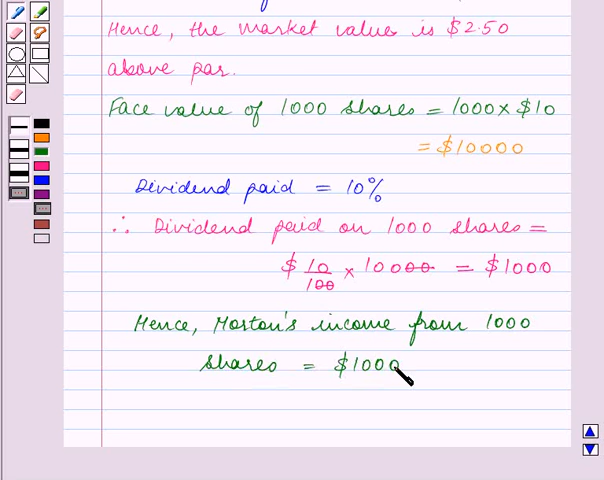 Hence, the market value is $2.50
above par.
Face value of 1000 shares = 1000 x $10
= $10000
Dividend paid = 10%
∴ Dividend paid on 1000 shares =
$ 10/100 x 10000 = $1000
Hence, Morton's income from 1000
shares = $1000